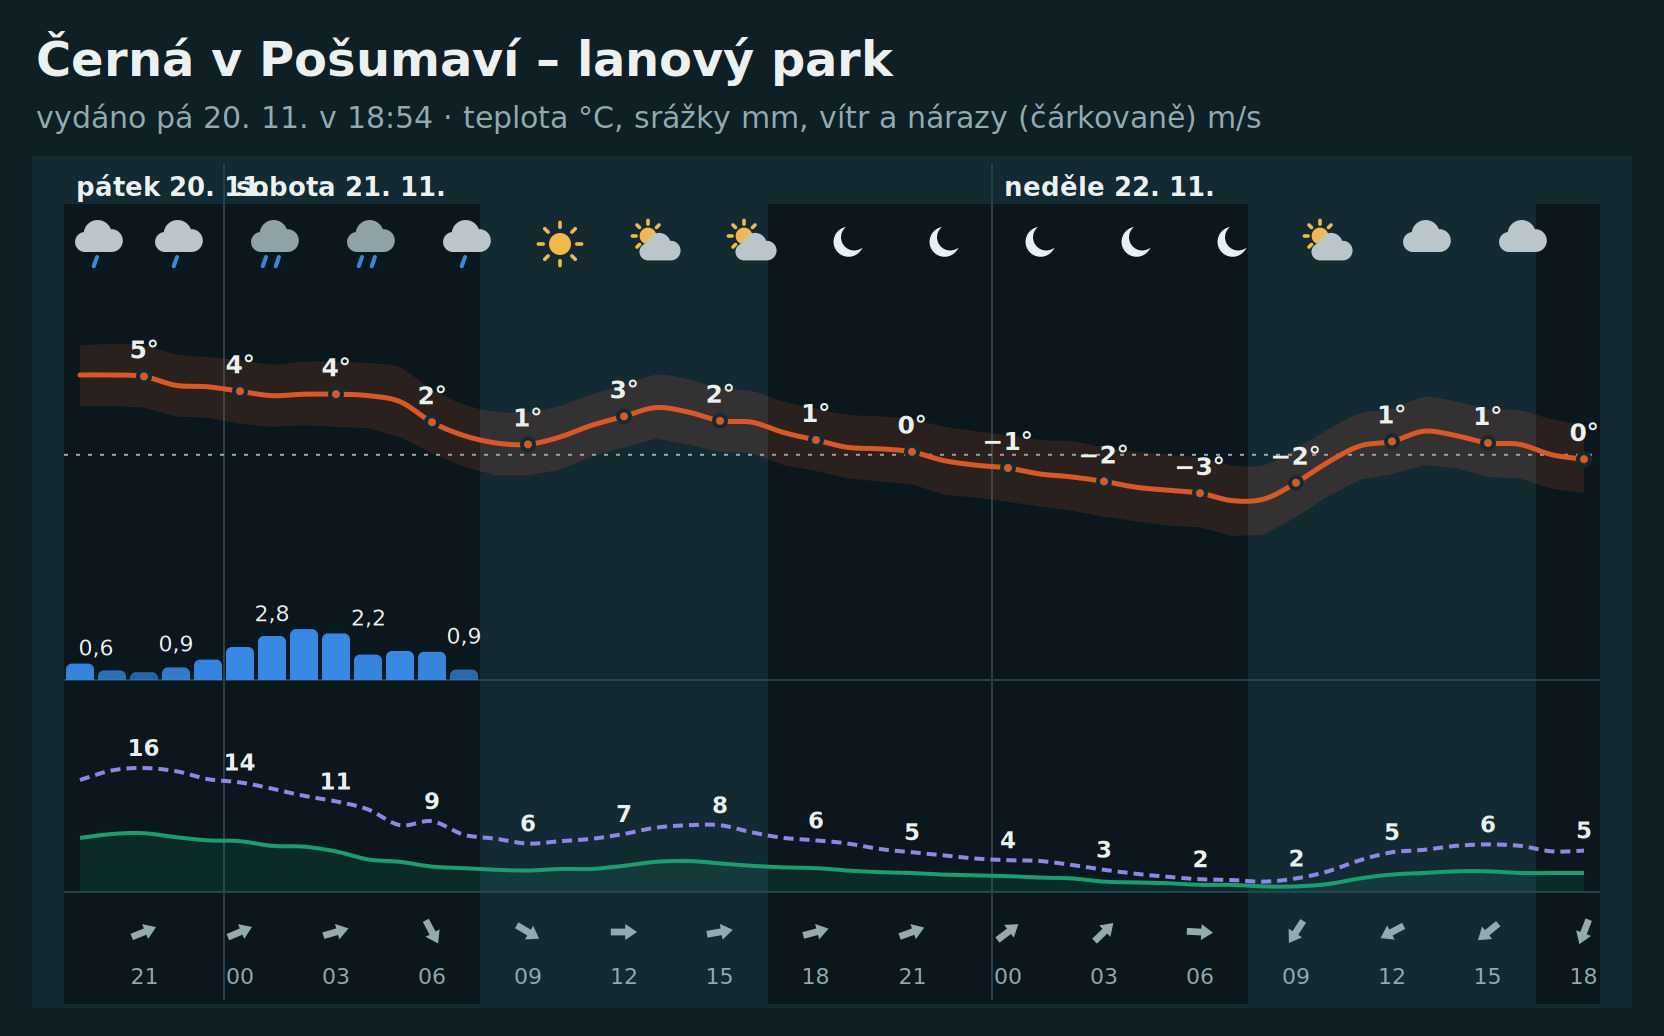 Černá v Pošumaví – lanový park
vydáno pá 20. 11. v 18:54 · teplota °C, srážky mm, vítr a nárazy (čárkovaně) m/s
pátek 20. 11. sobota 21. 11. neděle 22. 11.
5° 4° 4° 2° 1° 3° 2° 1° 0° −1° −2° −3° −2° 1° 1° 0°
0,6 0,9 2,8 2,2 0,9
16 14 11 9 6 7 8 6 5 4 3 2 2 5 6 5
21 00 03 06 09 12 15 18 21 00 03 06 09 12 15 18